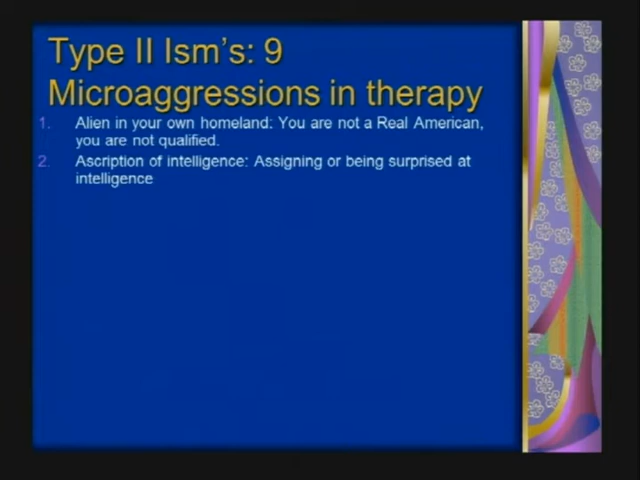 Type II Ism's: 9
Microaggressions in therapy
1. Alien in your own homeland: You are not a Real American,
you are not qualified.
2. Ascription of intelligence: Assigning or being surprised at
intelligence